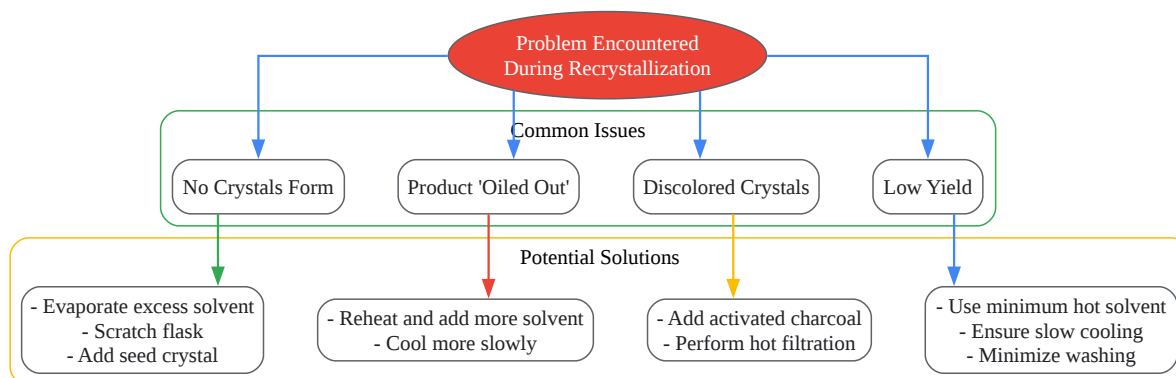 Problem Encountered
During Recrystallization
Common Issues
No Crystals Form
Product 'Oiled Out'
Discolored Crystals
Low Yield
Potential Solutions
- Evaporate excess solvent
- Scratch flask
- Add seed crystal
- Reheat and add more solvent
- Cool more slowly
- Add activated charcoal
- Perform hot filtration
- Use minimum hot solvent
- Ensure slow cooling
- Minimize washing